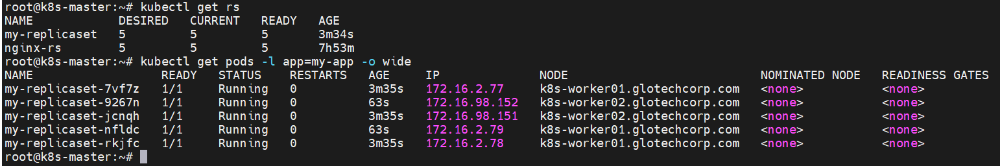 root@k8s-master:~# kubectl get rs
NAME            DESIRED   CURRENT   READY   AGE
my-replicaset   5         5         5       3m34s
nginx-rs        5         5         5       7h53m
root@k8s-master:~# kubectl get pods -l app=my-app -o wide
NAME                  READY   STATUS    RESTARTS   AGE     IP              NODE                         NOMINATED NODE   READINESS GATES
my-replicaset-7vf7z   1/1     Running   0          3m35s   172.16.2.77     k8s-worker01.glotechcorp.com   <none>           <none>
my-replicaset-9267n   1/1     Running   0          63s     172.16.98.152   k8s-worker02.glotechcorp.com   <none>           <none>
my-replicaset-jcnqh   1/1     Running   0          3m35s   172.16.98.151   k8s-worker02.glotechcorp.com   <none>           <none>
my-replicaset-nfldc   1/1     Running   0          63s     172.16.2.79     k8s-worker01.glotechcorp.com   <none>           <none>
my-replicaset-rkjfc   1/1     Running   0          3m35s   172.16.2.78     k8s-worker01.glotechcorp.com   <none>           <none>
root@k8s-master:~#